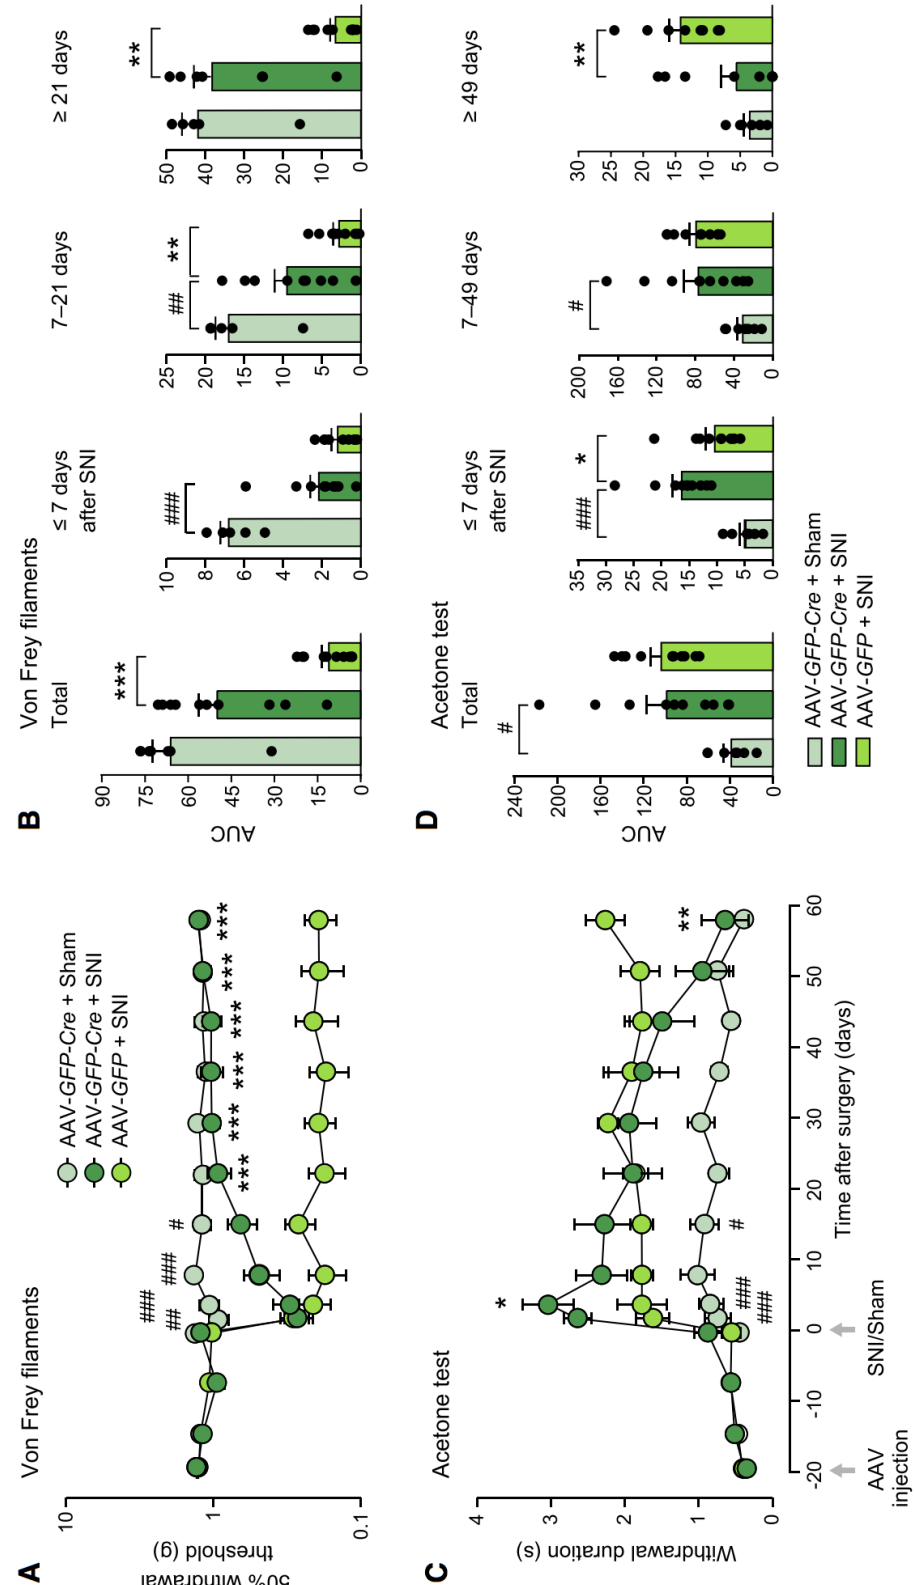 A
Von Frey filaments
AAV-GFP-Cre + Sham
AAV-GFP-Cre + SNI
AAV-GFP + SNI
50% withdrawal
threshold (g)
10
1
0.1
##
###
###
#
***
***
***
***
***
***
B
Von Frey filaments
Total
≤ 7 days
after SNI
7–21 days
≥ 21 days
AUC
90
75
60
45
30
15
0
***
10
8
6
4
2
0
###
25
20
15
10
5
0
##
**
50
40
30
20
10
0
**
C
Acetone test
Withdrawal duration (s)
4
3
2
1
0
*
###
###
#
**
-20
-10
0
10
20
30
40
50
60
AAV
injection
SNI/Sham
Time after surgery (days)
D
Acetone test
Total
≤ 7 days
after SNI
7–49 days
≥ 49 days
AUC
240
200
160
120
80
40
0
#
35
30
25
20
15
10
5
0
###
*
200
160
120
80
40
0
#
30
25
20
15
10
5
0
**
AAV-GFP-Cre + Sham
AAV-GFP-Cre + SNI
AAV-GFP + SNI